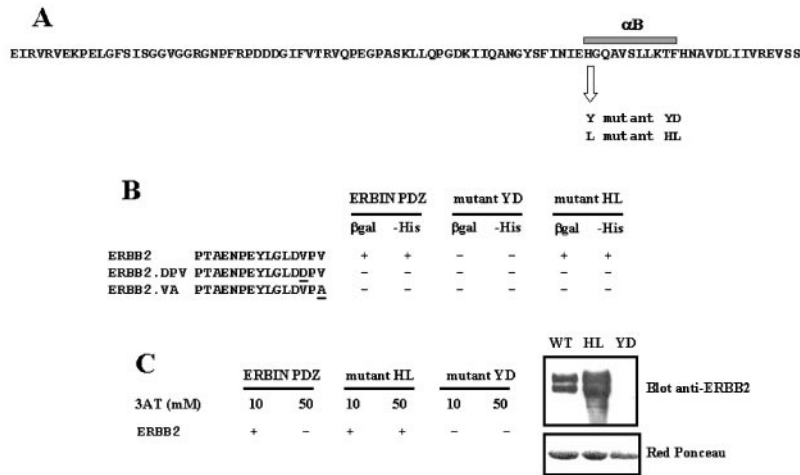 A
αB
EIRVRVEKPELGFSISGGVGGRGNPFRPDDDGIFVTRVQPEGPASKLLQPGDKIIQANGYSFINIEHGQAVSLLKTFHNAVDLIIVREVSS
Y mutant YD
L mutant HL
B
ERBIN PDZ mutant YD mutant HL
βgal -His βgal -His βgal -His
ERBB2 PTAENPEYLGLDVPV + + – – + +
ERBB2.DPV PTAENPEYLGLDDPV – – – – – –
ERBB2.VA PTAENPEYLGLDVPA – – – – – –
C
ERBIN PDZ mutant HL mutant YD
3AT (mM) 10 50 10 50 10 50
ERBB2 + – + + – –
WT HL YD
Blot anti-ERBB2
Red Ponceau